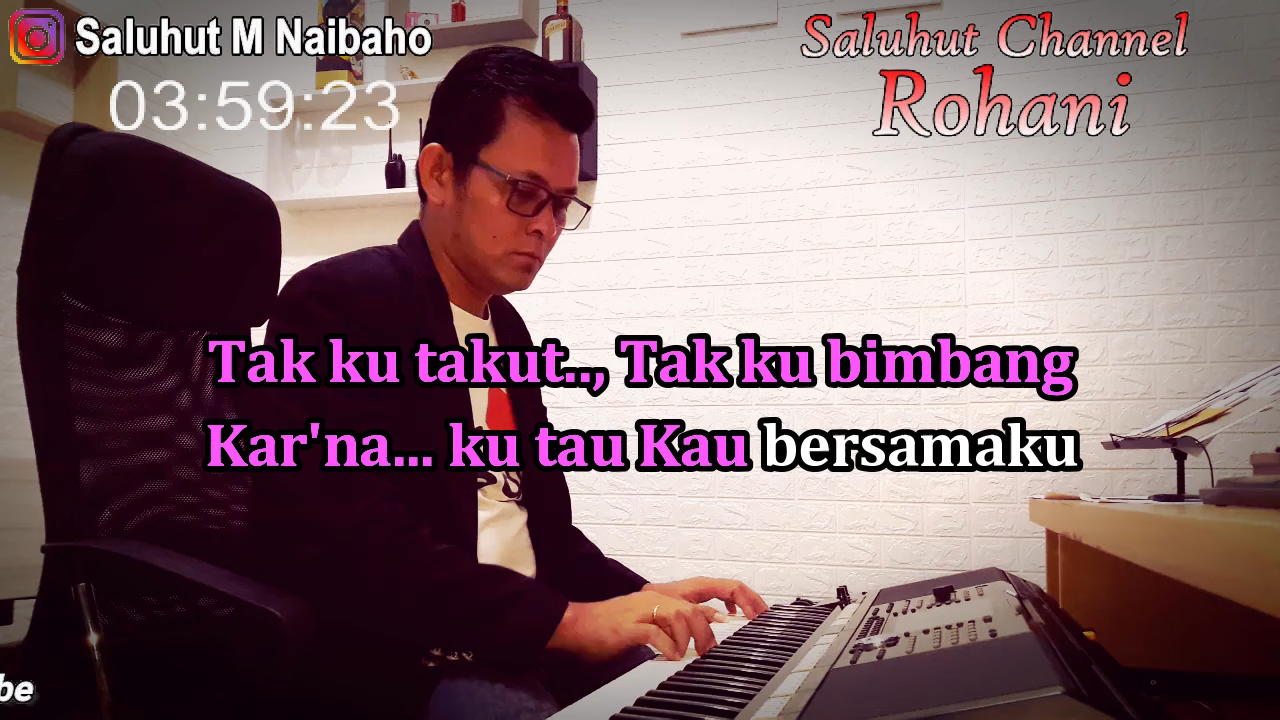 Saluhut M Naibaho
03:59:23
Saluhut Channel
Rohani
Tak ku takut.., Tak ku bimbang
Kar'na... ku tau Kau bersamaku
be